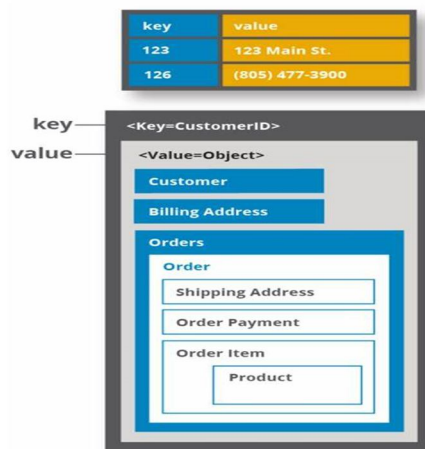 key value
123 123 Main St.
126 (805) 477-3900
key <Key=CustomerID>
value <Value=Object>
Customer
Billing Address
Orders
Order
Shipping Address
Order Payment
Order Item
Product